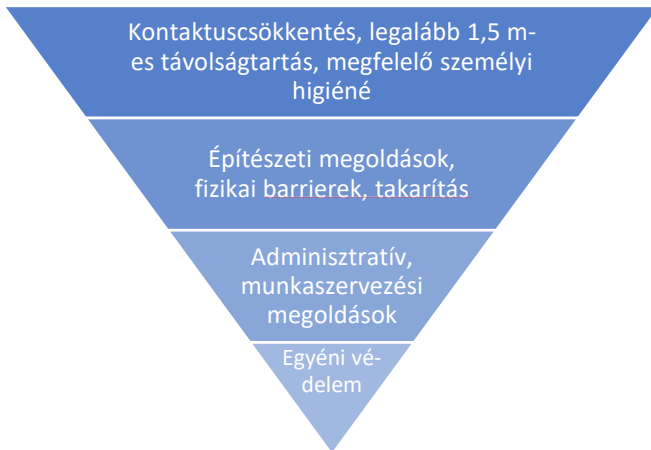 Kontaktuscsökkentés, legalább 1,5 m-
es távolságtartás, megfelelő személyi
higiéné
Építészeti megoldások,
fizikai barrierek, takarítás
Adminisztratív,
munkaszervezési
megoldások
Egyéni vé-
delem